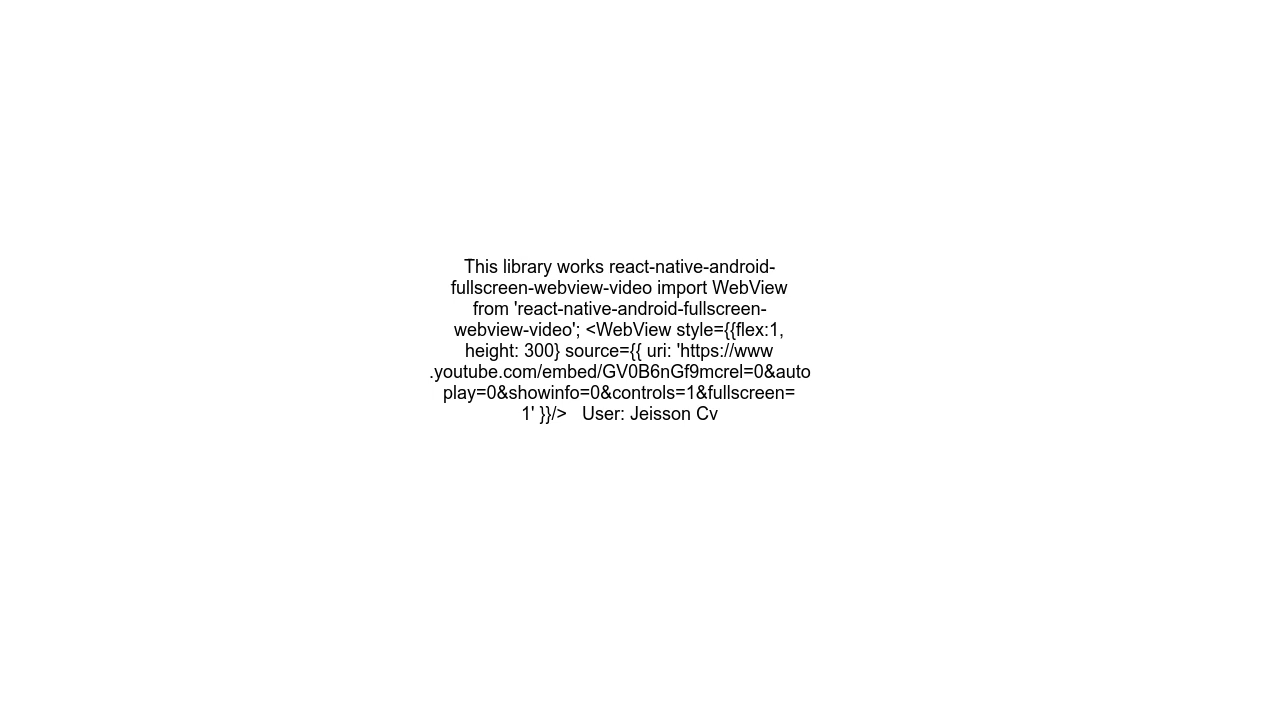 This library works react-native-android-
fullscreen-webview-video import WebView
from 'react-native-android-fullscreen-
webview-video'; <WebView style={{flex:1,
height: 300} source={{ uri: 'https://www
.youtube.com/embed/GV0B6nGf9mcrel=0&auto
play=0&showinfo=0&controls=1&fullscreen=
1' }}/>   User: Jeisson Cv